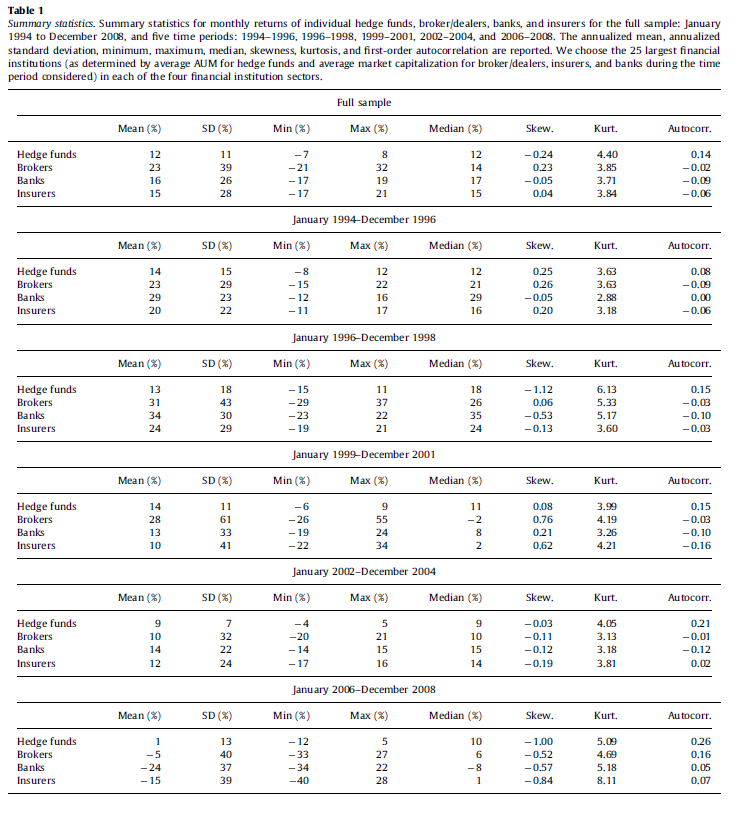 Table 1
Summary statistics. Summary statistics for monthly returns of individual hedge funds, broker/dealers, banks, and insurers for the full sample: January
1994 to December 2008, and five time periods: 1994–1996, 1996–1998, 1999–2001, 2002–2004, and 2006–2008. The annualized mean, annualized
standard deviation, minimum, maximum, median, skewness, kurtosis, and first-order autocorrelation are reported. We choose the 25 largest financial
institutions (as determined by average AUM for hedge funds and average market capitalization for broker/dealers, insurers, and banks during the time
period considered) in each of the four financial institution sectors.
Full sample
Mean (%) SD (%) Min (%) Max (%) Median (%) Skew. Kurt. Autocorr.
Hedge funds 12 11 −7 8 12 −0.24 4.40 0.14
Brokers 23 39 −21 32 14 0.23 3.85 −0.02
Banks 16 26 −17 19 17 −0.05 3.71 −0.09
Insurers 15 28 −17 21 15 0.04 3.84 −0.06
January 1994–December 1996
Mean (%) SD (%) Min (%) Max (%) Median (%) Skew. Kurt. Autocorr.
Hedge funds 14 15 −8 12 12 0.25 3.63 0.08
Brokers 23 29 −15 22 21 0.26 3.63 −0.09
Banks 29 23 −12 16 29 −0.05 2.88 0.00
Insurers 20 22 −11 17 16 0.20 3.18 −0.06
January 1996–December 1998
Mean (%) SD (%) Min (%) Max (%) Median (%) Skew. Kurt. Autocorr.
Hedge funds 13 18 −15 11 18 −1.12 6.13 0.15
Brokers 31 43 −29 37 26 0.06 5.33 −0.03
Banks 34 30 −23 22 35 −0.53 5.17 −0.10
Insurers 24 29 −19 21 24 −0.13 3.60 −0.03
January 1999–December 2001
Mean (%) SD (%) Min (%) Max (%) Median (%) Skew. Kurt. Autocorr.
Hedge funds 14 11 −6 9 11 0.08 3.99 0.15
Brokers 28 61 −26 55 −2 0.76 4.19 −0.03
Banks 13 33 −19 24 8 0.21 3.26 −0.10
Insurers 10 41 −22 34 2 0.62 4.21 −0.16
January 2002–December 2004
Mean (%) SD (%) Min (%) Max (%) Median (%) Skew. Kurt. Autocorr.
Hedge funds 9 7 −4 5 9 −0.03 4.05 0.21
Brokers 10 32 −20 21 10 −0.11 3.13 −0.01
Banks 14 22 −14 15 15 −0.12 3.18 −0.12
Insurers 12 24 −17 16 14 −0.19 3.81 0.02
January 2006–December 2008
Mean (%) SD (%) Min (%) Max (%) Median (%) Skew. Kurt. Autocorr.
Hedge funds 1 13 −12 5 10 −1.00 5.09 0.26
Brokers −5 40 −33 27 6 −0.52 4.69 0.16
Banks −24 37 −34 22 −8 −0.57 5.18 0.05
Insurers −15 39 −40 28 1 −0.84 8.11 0.07